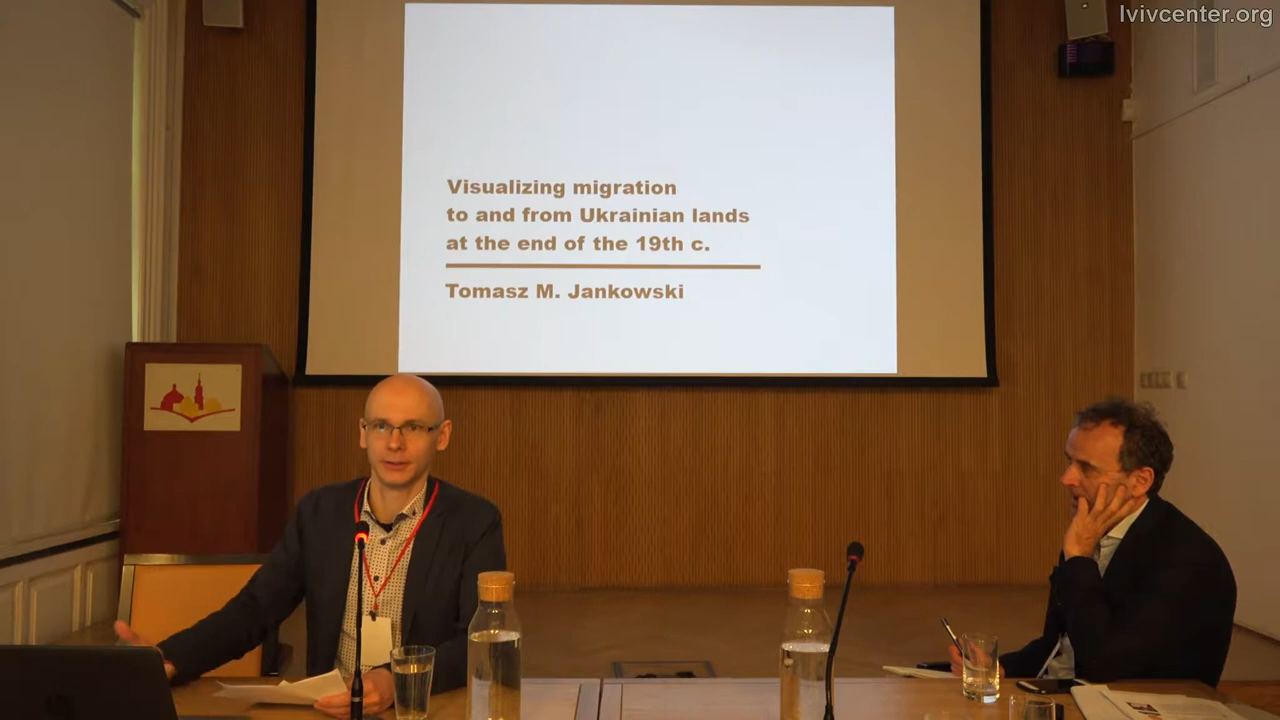 lvivcenter.org
Visualizing migration
to and from Ukrainian lands
at the end of the 19th c.
Tomasz M. Jankowski